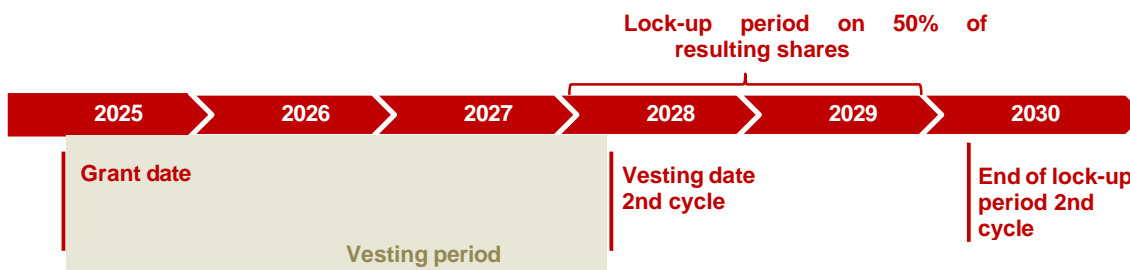 Lock-up period on 50% of
resulting shares
2025 2026 2027 2028 2029 2030
Grant date
Vesting date
2nd cycle
End of lock-up
period 2nd
cycle
Vesting period